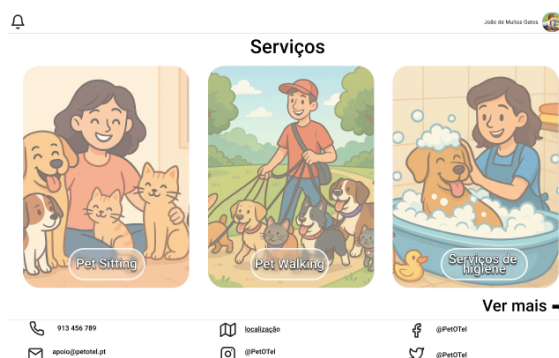 João de Muitos Gatos
Serviços
Pet Sitting
Pet Walking
Serviços de
higiene
Ver mais
913 456 789
localização
@PetOTel
apoio@petotel.pt
@PetOTel
@PetOTel